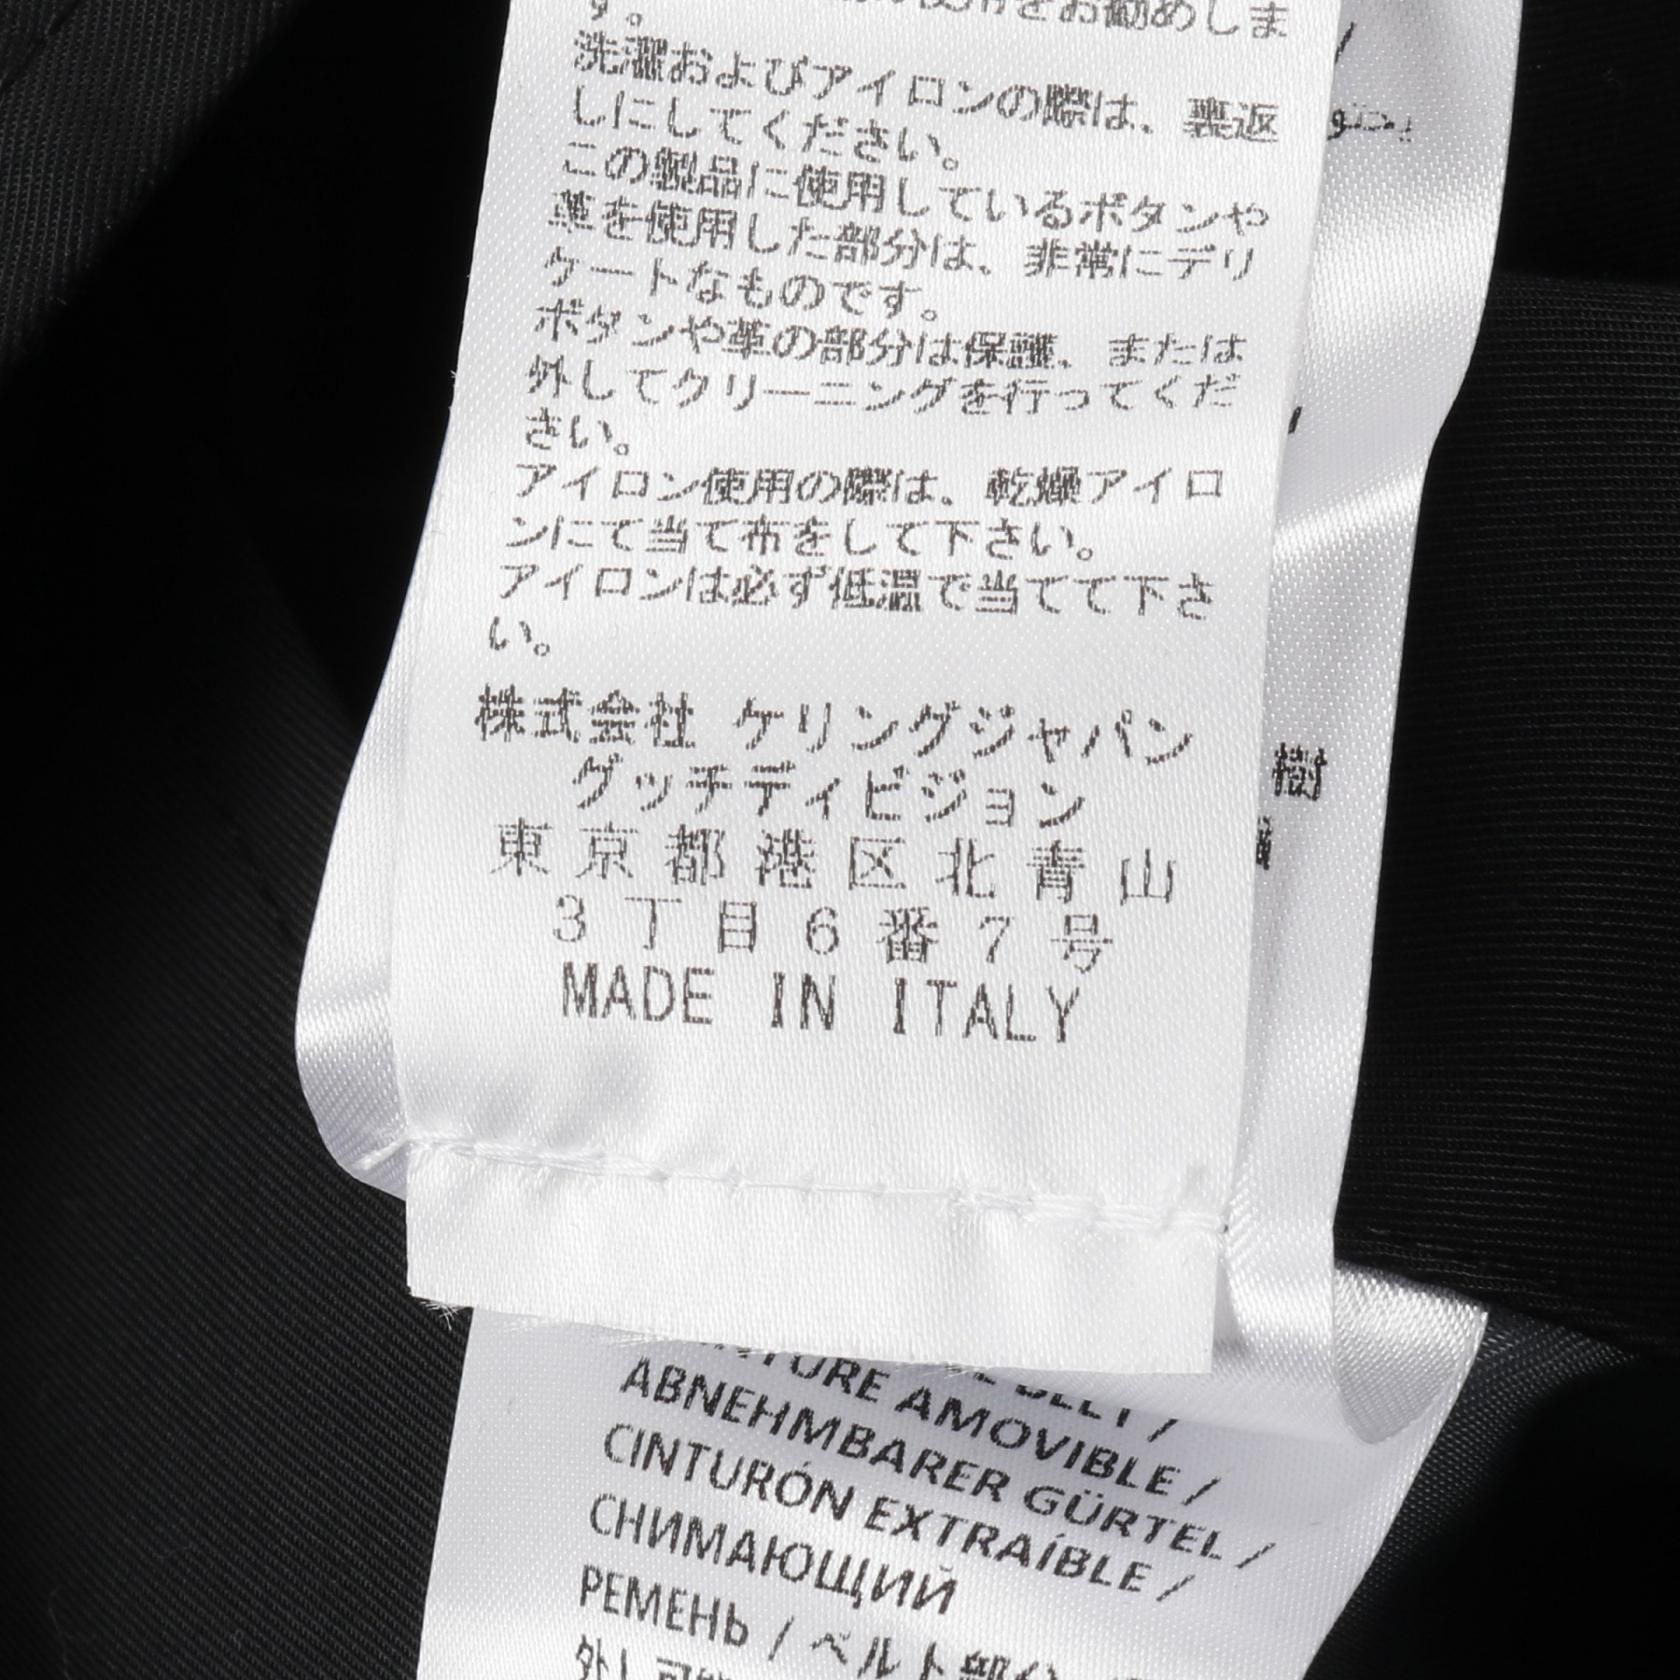 す。
洗濯およびアイロンの際は、裏返
しにしてください。
この製品に使用しているボタンや
革を使用した部分は、非常にデリ
ケートなものです。
ボタンや革の部分は保護、または
外してクリーニングを行ってくだ
さい。
アイロン使用の際は、乾燥アイロ
ンにて当て布をして下さい。
アイロンは必ず低温で当てて下さ
い。
株式会社 ケリングジャパン
グッチディビジョン
東京都港区北青山
3丁目6番7号
MADE IN ITALY
樹
AMOVIBLE /
ABNEHMBARER GÜRTEL /
CINTURÓN EXTRAÍBLE /
СНИМАЮЩИЙ
РЕМЕНЬ / ベルト部分